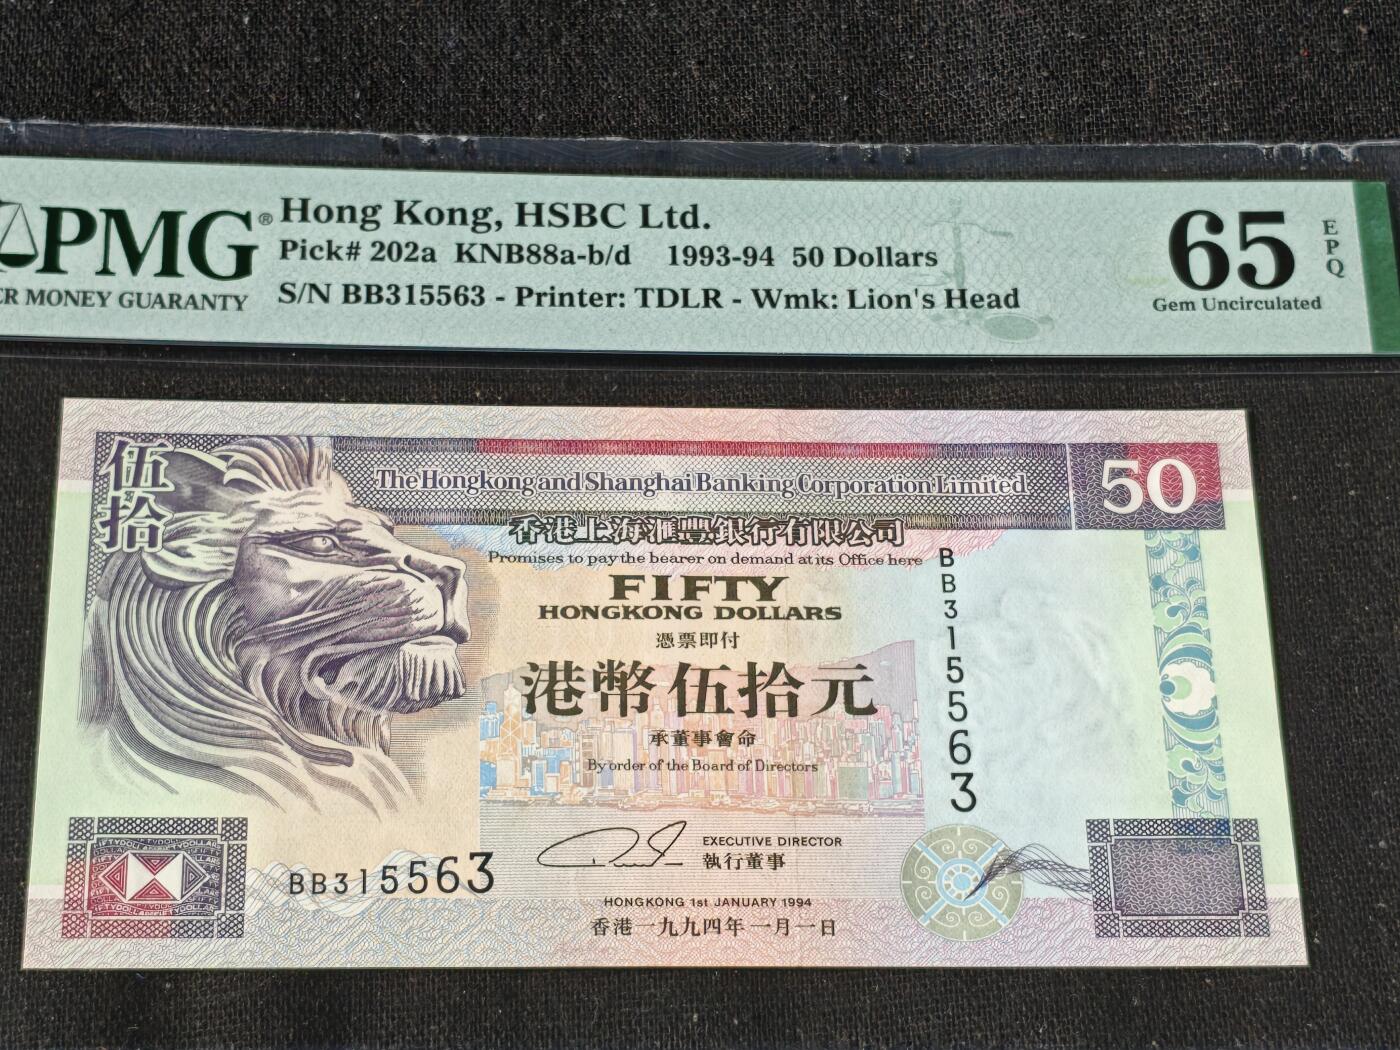 PMG®
ER MONEY GUARANTY
Hong Kong, HSBC Ltd.
Pick# 202a KNB88a-b/d 1993-94 50 Dollars
S/N BB315563 - Printer: TDLR - Wmk: Lion's Head
65
EPQ
Gem Uncirculated
伍拾
The Hongkong and Shanghai Banking Corporation Limited
50
香港上海滙豐銀行有限公司
Promises to pay the bearer on demand at its Office here
FIFTY
HONGKONG DOLLARS
憑票即付
港幣伍拾元
承董事會命
By order of the Board of Directors
BB315563
EXECUTIVE DIRECTOR
執行董事
BB315563
HONGKONG 1st JANUARY 1994
香港一九九四年一月一日